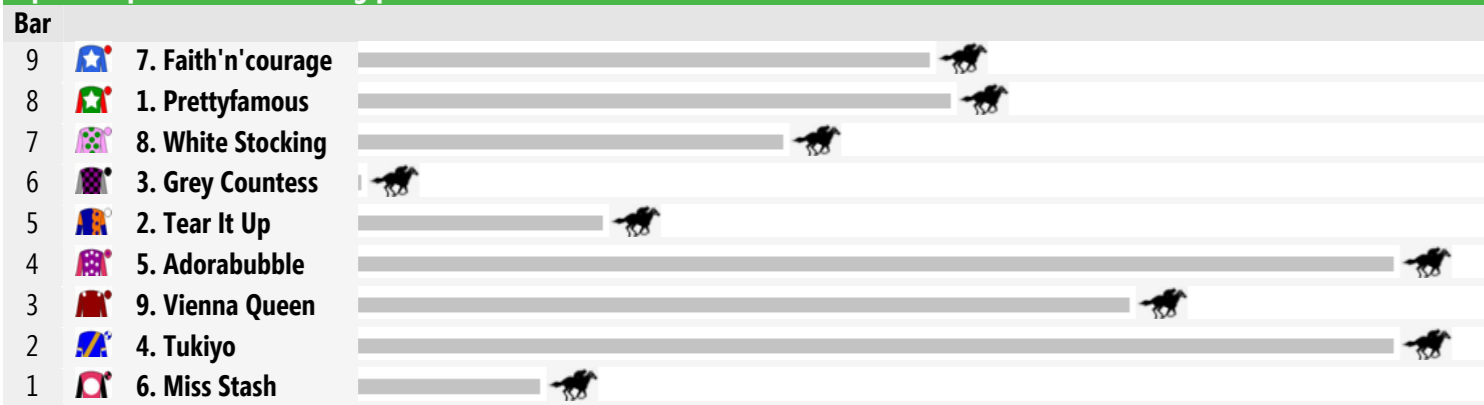 Bar
9 7. Faith'n'courage
8 1. Prettyfamous
7 8. White Stocking
6 3. Grey Countess
5 2. Tear It Up
4 5. Adorabubble
3 9. Vienna Queen
2 4. Tukiyo
1 6. Miss Stash